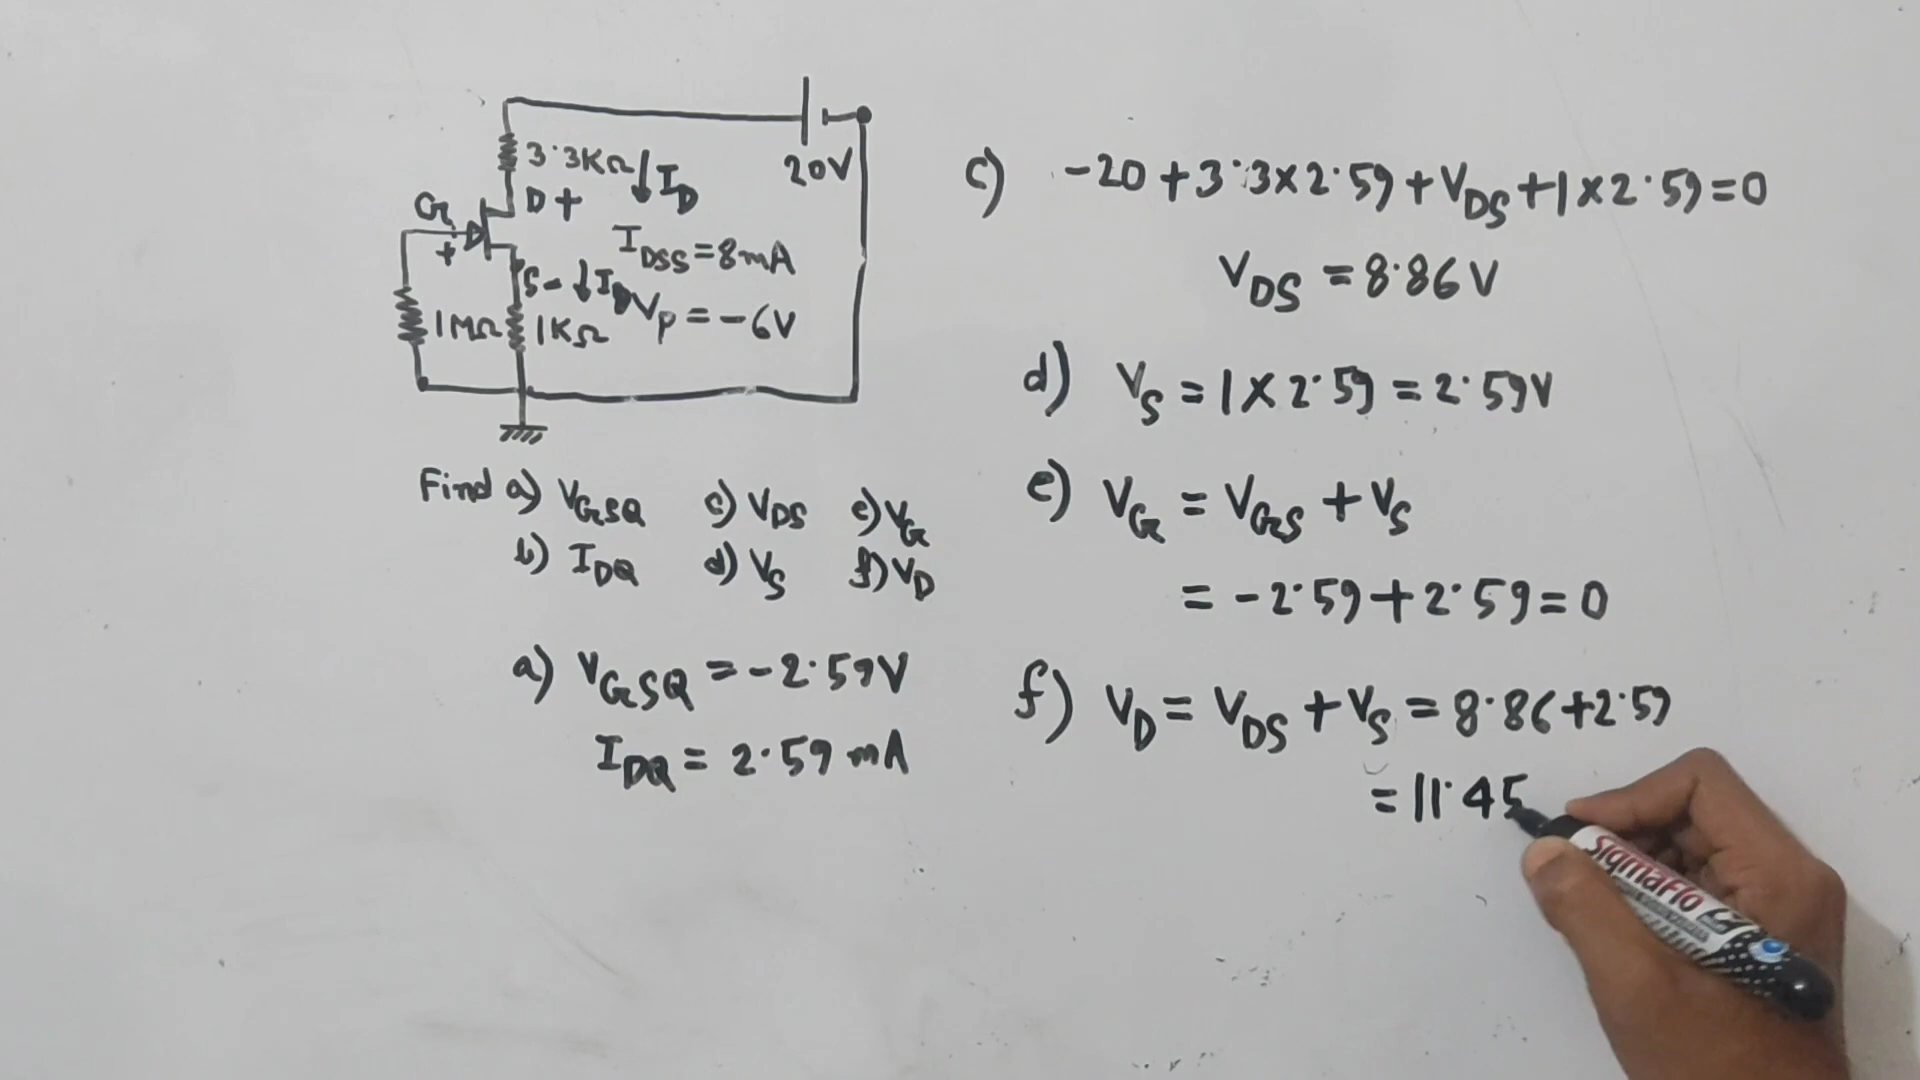 3.3KΩ ↓I_D
20V
G D +
+
I_DSS = 8mA
S - ↓I_D
V_P = -6V
1MΩ 1KΩ
Find a) V_GSQ c) V_DS e) V_G
b) I_DQ d) V_S f) V_D
a) V_GSQ = -2.59V
I_DQ = 2.59 mA
c) -20 + 3.3 × 2.59 + V_DS + 1 × 2.59 = 0
V_DS = 8.86 V
d) V_S = 1 × 2.59 = 2.59V
e) V_G = V_GS + V_S
= -2.59 + 2.59 = 0
f) V_D = V_DS + V_S = 8.86 + 2.59
= 11.45
SigmaFlo